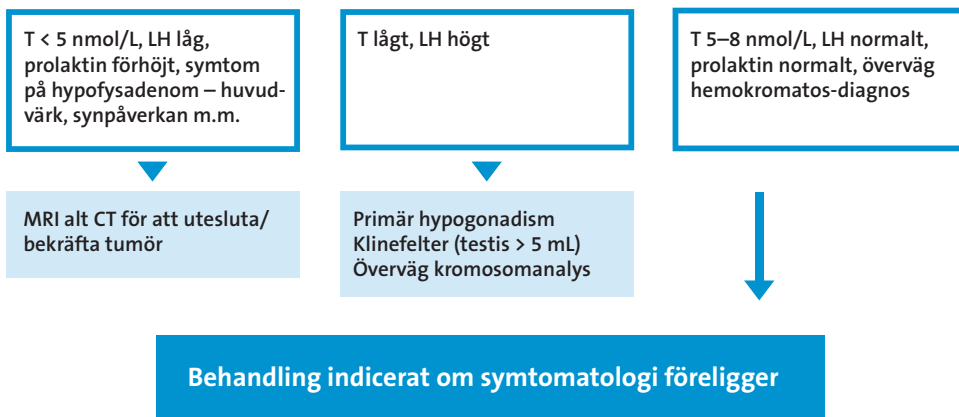 T < 5 nmol/L, LH låg,
prolaktin förhöjt, symtom
på hypofysadenom – huvud-
värk, synpåverkan m.m.
T lågt, LH högt
T 5–8 nmol/L, LH normalt,
prolaktin normalt, överväg
hemokromatos-diagnos
MRI alt CT för att utesluta/
bekräfta tumör
Primär hypogonadism
Klinefelter (testis > 5 mL)
Överväg kromosomanalys
Behandling indicerat om symtomatologi föreligger